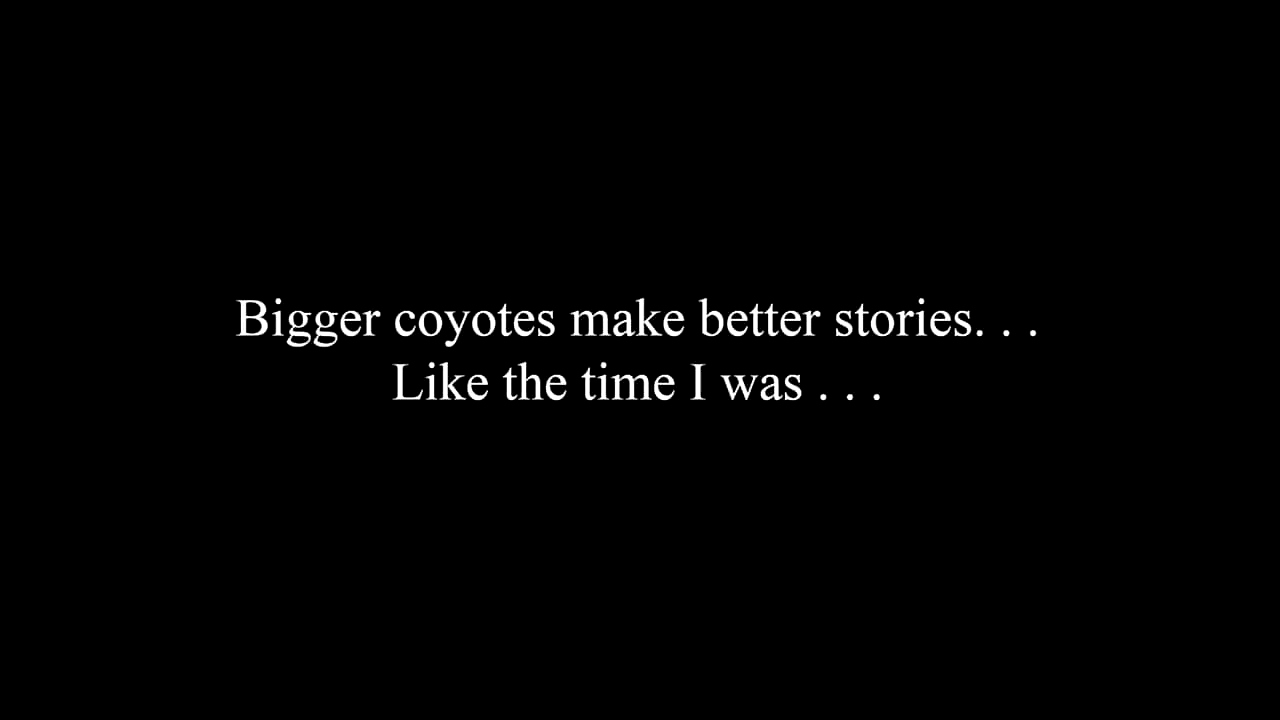 Bigger coyotes make better stories. . .
Like the time I was . . .